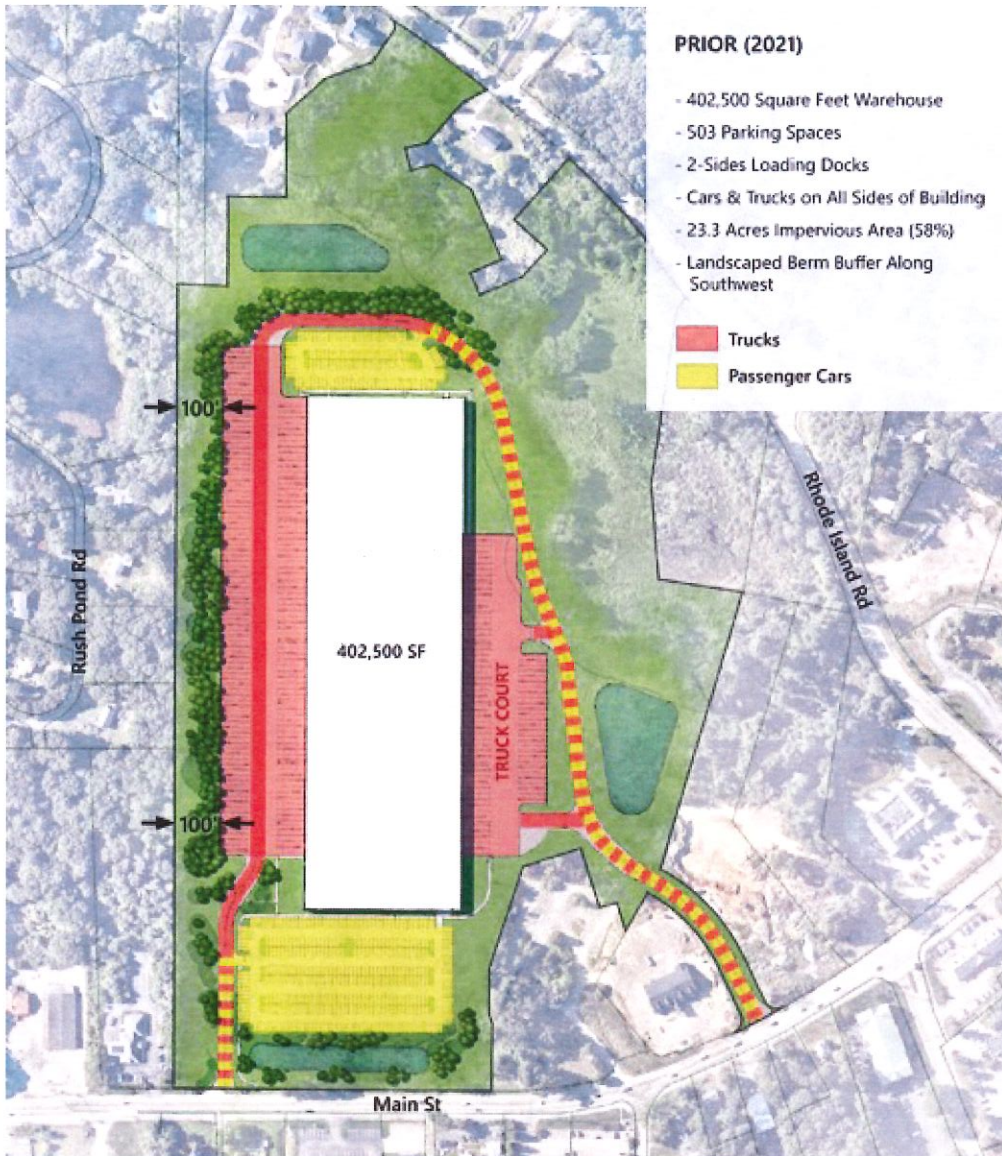 PRIOR (2021)
- 402,500 Square Feet Warehouse
- 503 Parking Spaces
- 2-Sides Loading Docks
- Cars & Trucks on All Sides of Building
- 23.3 Acres Impervious Area (58%)
- Landscaped Berm Buffer Along
Southwest
Trucks
Passenger Cars
100'
Rhode Island Rd
Rush Pond Rd
402,500 SF
TRUCK COURT
100'
Main St